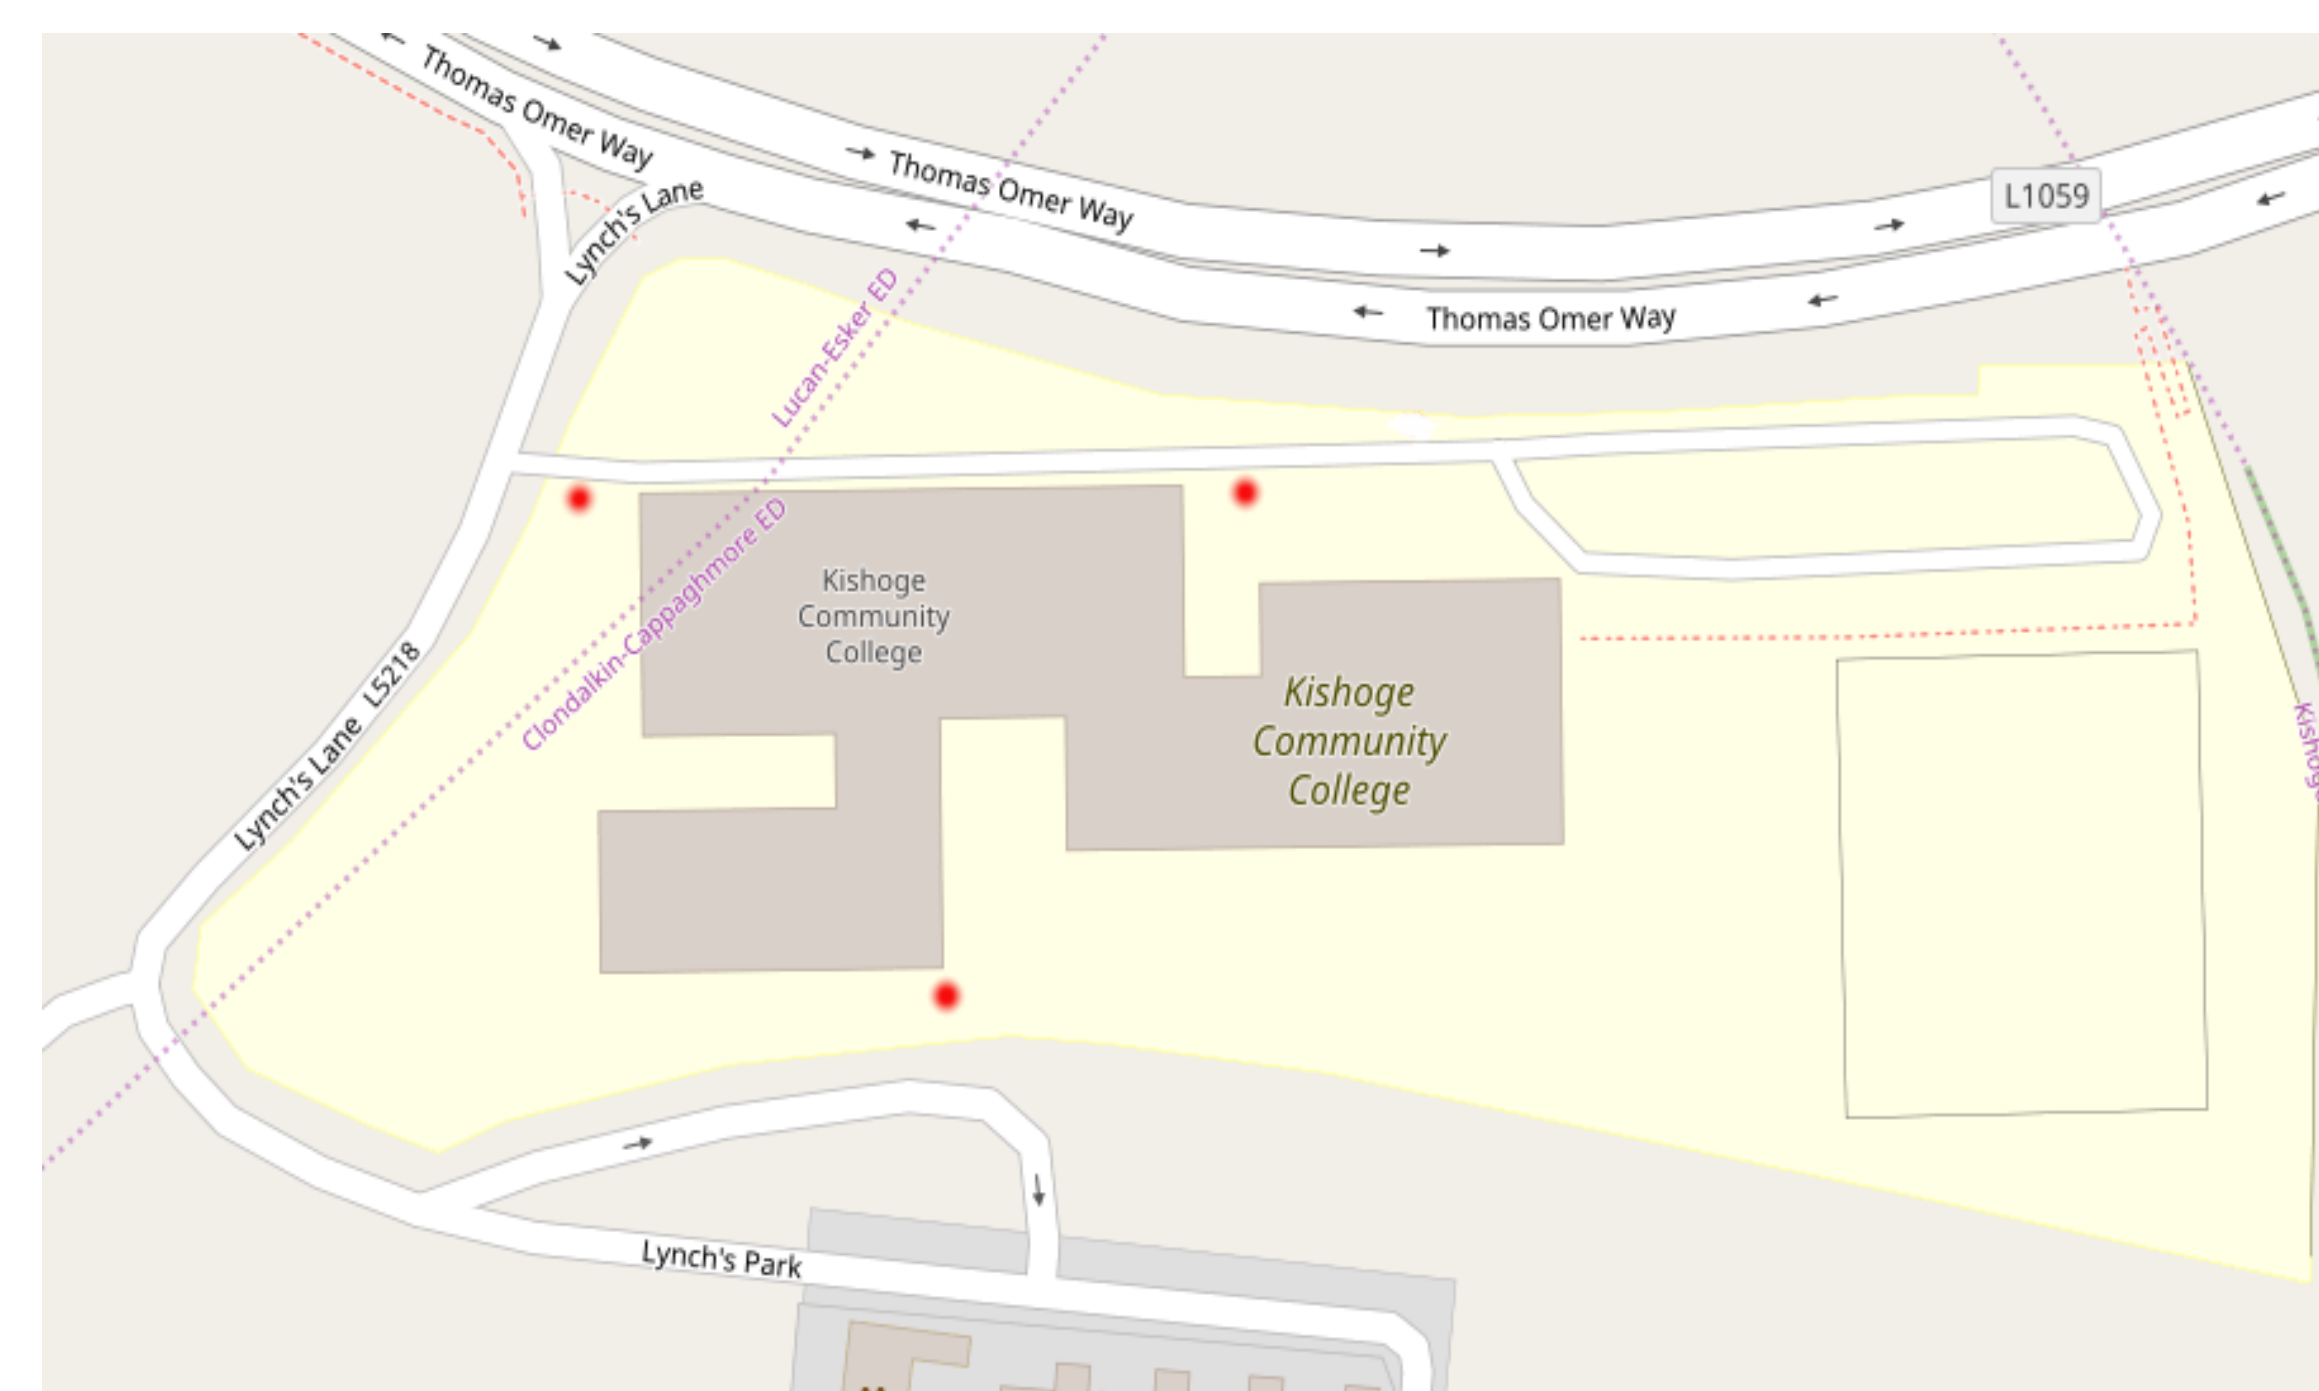 Thomas Omer Way
Thomas Omer Way
L1059
Lynch's Lane
Thomas Omer Way
Lucan-Esker ED
Clondalkin-Cappaghmore ED
Kishoge
Community
College
Lynch's Lane L5218
Kishoge
Community
College
Lynch's Park